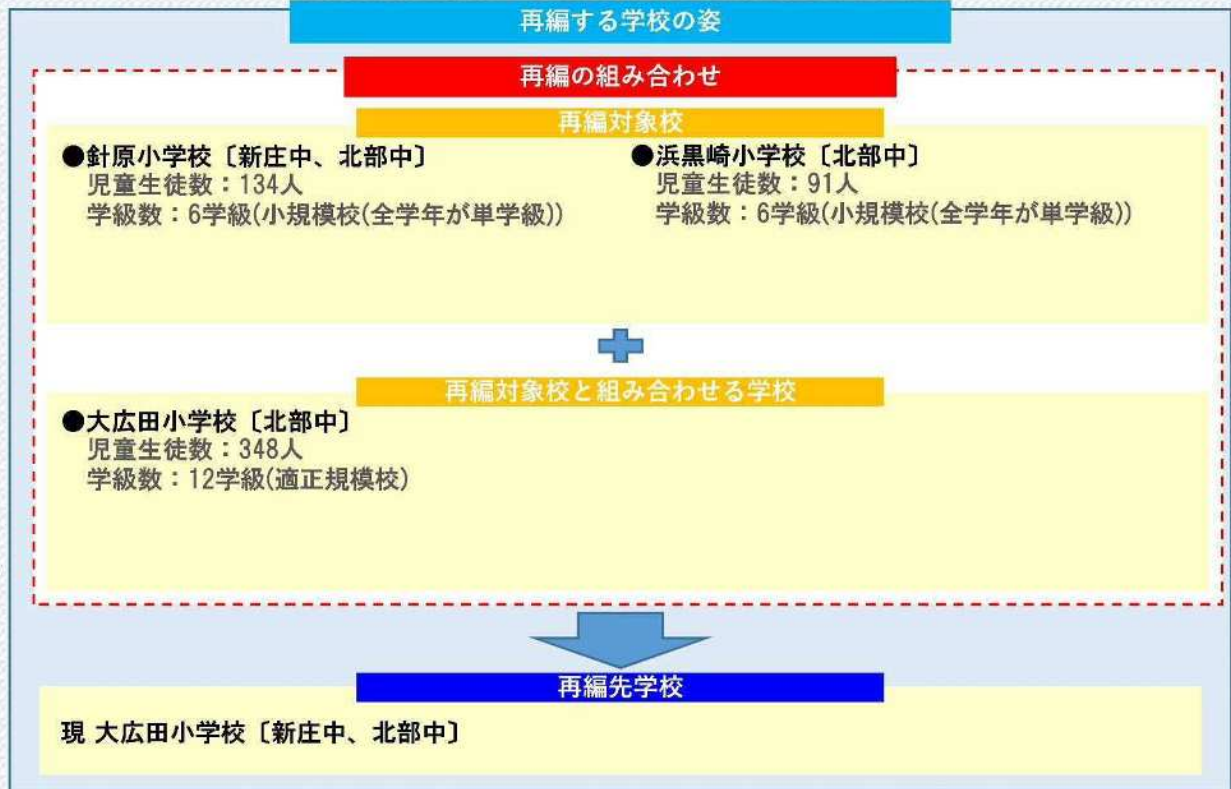 再編する学校の姿
再編の組み合わせ
再編対象校
●針原小学校〔新庄中、北部中〕
児童生徒数：134人
学級数：6学級(小規模校(全学年が単学級))
●浜黒崎小学校〔北部中〕
児童生徒数：91人
学級数：6学級(小規模校(全学年が単学級))
再編対象校と組み合わせる学校
●大広田小学校〔北部中〕
児童生徒数：348人
学級数：12学級(適正規模校)
再編先学校
現 大広田小学校〔新庄中、北部中〕